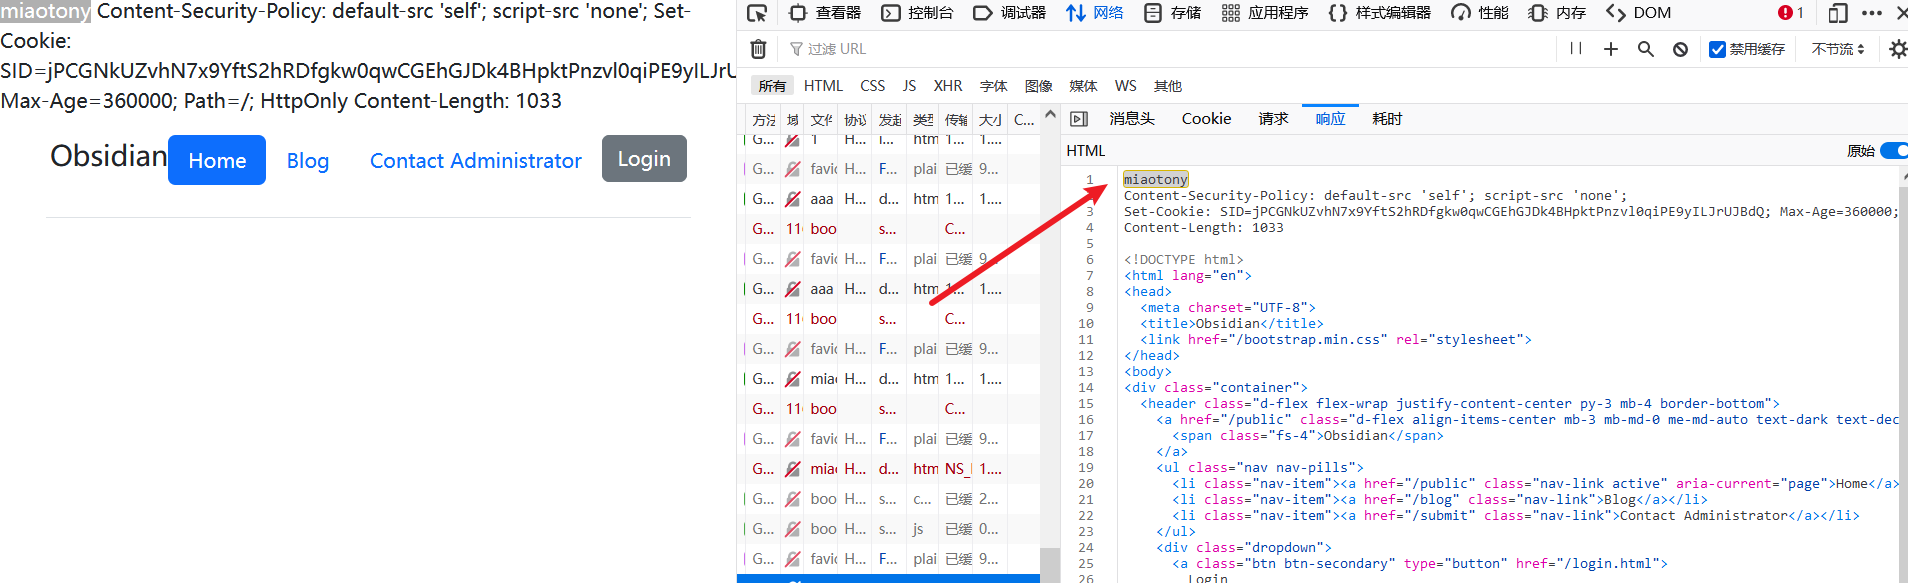 miaotony Content-Security-Policy: default-src 'self'; script-src 'none'; Set-
Cookie:
SID=jPCGNkUZvhN7x9YftS2hRDfgkw0qwCGEhGJDk4BHpktPnzvl0qiPE9yILJrU
Max-Age=360000; Path=/; HttpOnly Content-Length: 1033
Obsidian Home Blog Contact Administrator Login
查看器 控制台 调试器 网络 存储 应用程序 样式编辑器 性能 内存 DOM 1
过滤 URL 禁用缓存 不节流
所有 HTML CSS JS XHR 字体 图像 媒体 WS 其他
方法 域 文件 协议 发起 类型 传输 大小 C...
G... 1 H... i... htm 1... 1....
G... favic H... F... plai 已缓 9...
G... aaa H... d... htm 1... 1....
G... 110 boo s... C...
G... favic H... F... plai 已缓 9...
G... aaa H... d... htm 1... 1....
G... 110 boo s... C...
G... favic H... F... plai 已缓 9...
G... miao H... d... htm 1... 1....
G... 110 boo s... C...
G... favic H... F... plai 已缓 9...
G... miao H... d... htm NS_ 1....
G... boo H... s... c... 已缓 2...
G... boo H... s... js 已缓 0...
G... favic H... F... plai 已缓 9...
消息头 Cookie 请求 响应 耗时
HTML 原始
1 miaotony
2 Content-Security-Policy: default-src 'self'; script-src 'none';
3 Set-Cookie: SID=jPCGNkUZvhN7x9YftS2hRDfgkw0qwCGEhGJDk4BHpktPnzvl0qiPE9yILJrUJBdQ; Max-Age=360000;
4 Content-Length: 1033
5
6 <!DOCTYPE html>
7 <html lang="en">
8 <head>
9 <meta charset="UTF-8">
10 <title>Obsidian</title>
11 <link href="/bootstrap.min.css" rel="stylesheet">
12 </head>
13 <body>
14 <div class="container">
15 <header class="d-flex flex-wrap justify-content-center py-3 mb-4 border-bottom">
16 <a href="/public" class="d-flex align-items-center mb-3 mb-md-0 me-md-auto text-dark text-dec
17 <span class="fs-4">Obsidian</span>
18 </a>
19 <ul class="nav nav-pills">
20 <li class="nav-item"><a href="/public" class="nav-link active" aria-current="page">Home</a>
21 <li class="nav-item"><a href="/blog" class="nav-link">Blog</a></li>
22 <li class="nav-item"><a href="/submit" class="nav-link">Contact Administrator</a></li>
23 </ul>
24 <div class="dropdown">
25 <a class="btn btn-secondary" type="button" href="/login.html">
26 Login